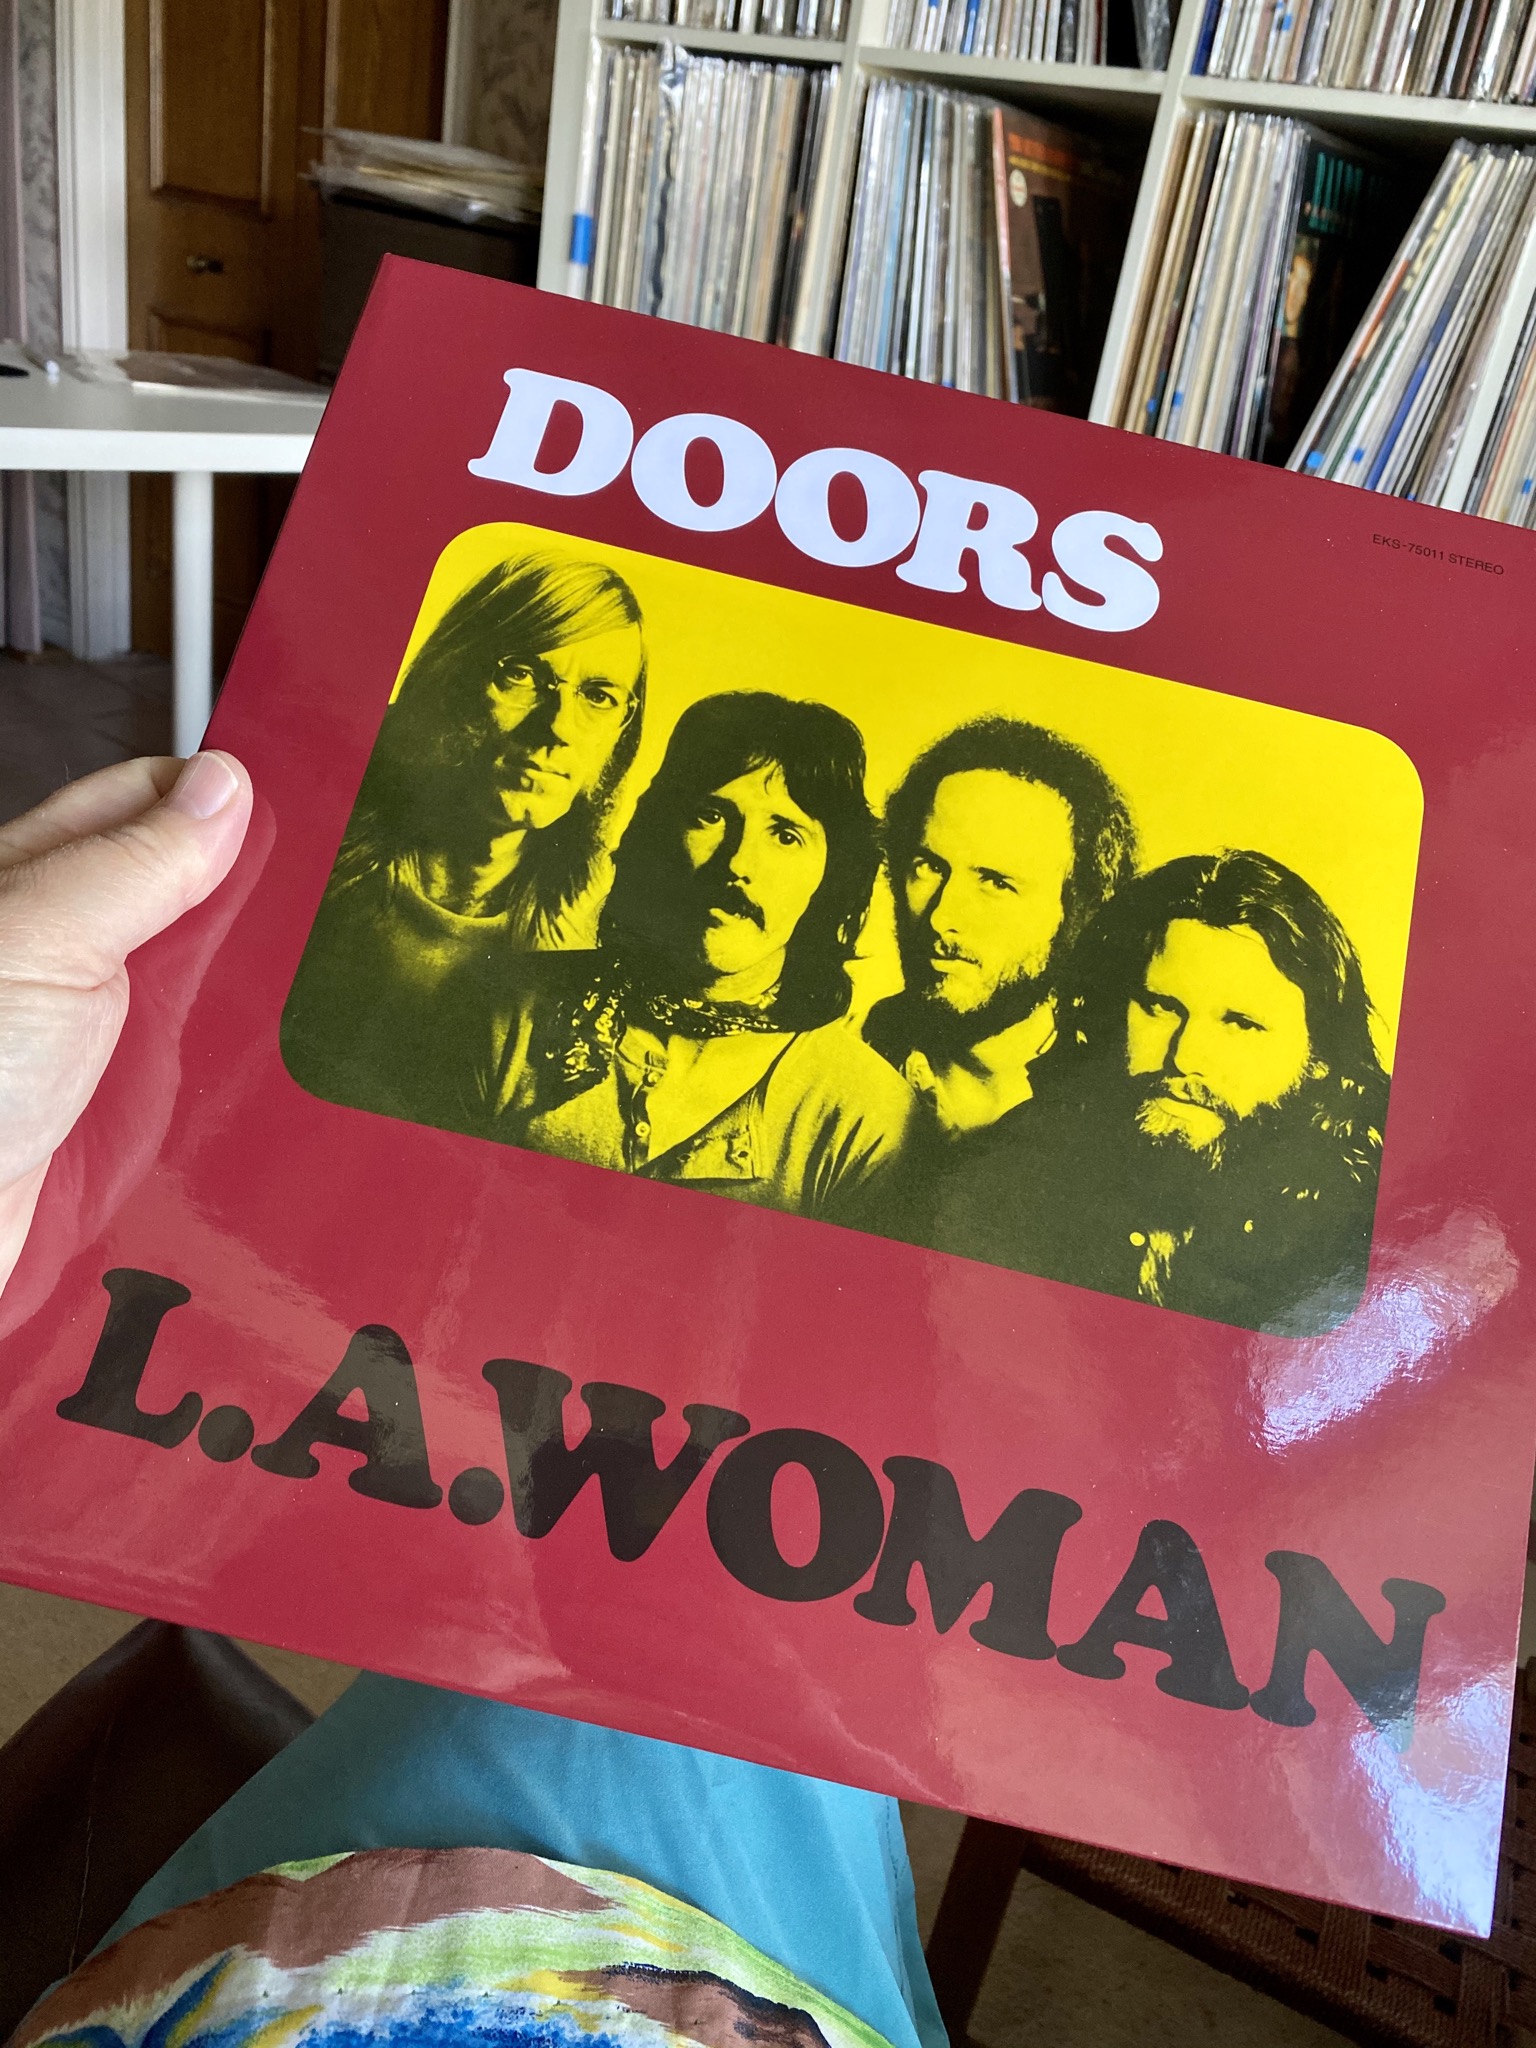 DOORS
EKS-75011 STEREO
L.A.WOMAN